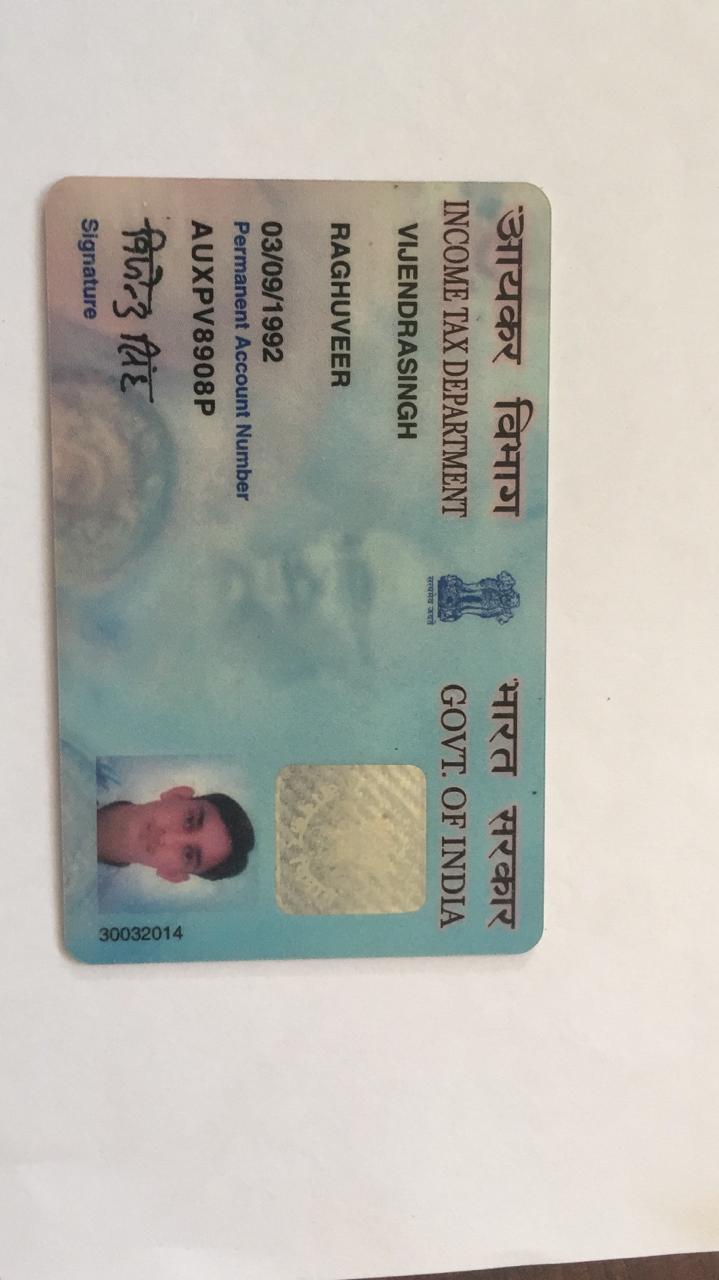 आयकर विभाग
INCOME TAX DEPARTMENT
सत्यमेव जयते
भारत सरकार
GOVT. OF INDIA
VIJENDRASINGH
RAGHUVEER
03/09/1992
Permanent Account Number
AUXPV8908P
विजेन्द्र सिंह
Signature
30032014